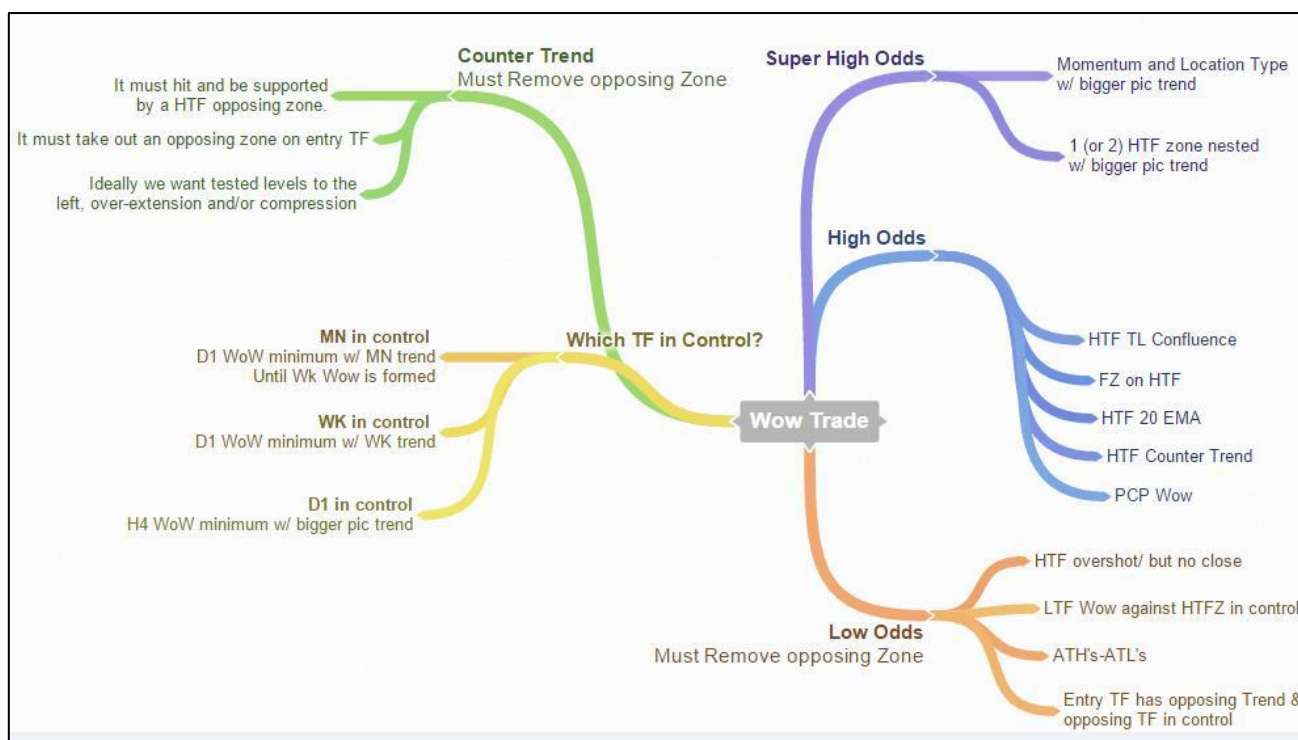 Counter Trend
Must Remove opposing Zone
It must hit and be supported
by a HTF opposing zone.
It must take out an opposing zone on entry TF
Ideally we want tested levels to the
left, over-extension and/or compression
Which TF in Control?
MN in control
D1 WoW minimum w/ MN trend
Until Wk Wow is formed
WK in control
D1 WoW minimum w/ WK trend
D1 in control
H4 WoW minimum w/ bigger pic trend
Wow Trade
Super High Odds
Momentum and Location Type
w/ bigger pic trend
1 (or 2) HTF zone nested
w/ bigger pic trend
High Odds
HTF TL Confluence
FZ on HTF
HTF 20 EMA
HTF Counter Trend
PCP Wow
Low Odds
Must Remove opposing Zone
HTF overshot/ but no close
LTF Wow against HTFZ in control
ATH's-ATL's
Entry TF has opposing Trend &
opposing TF in control